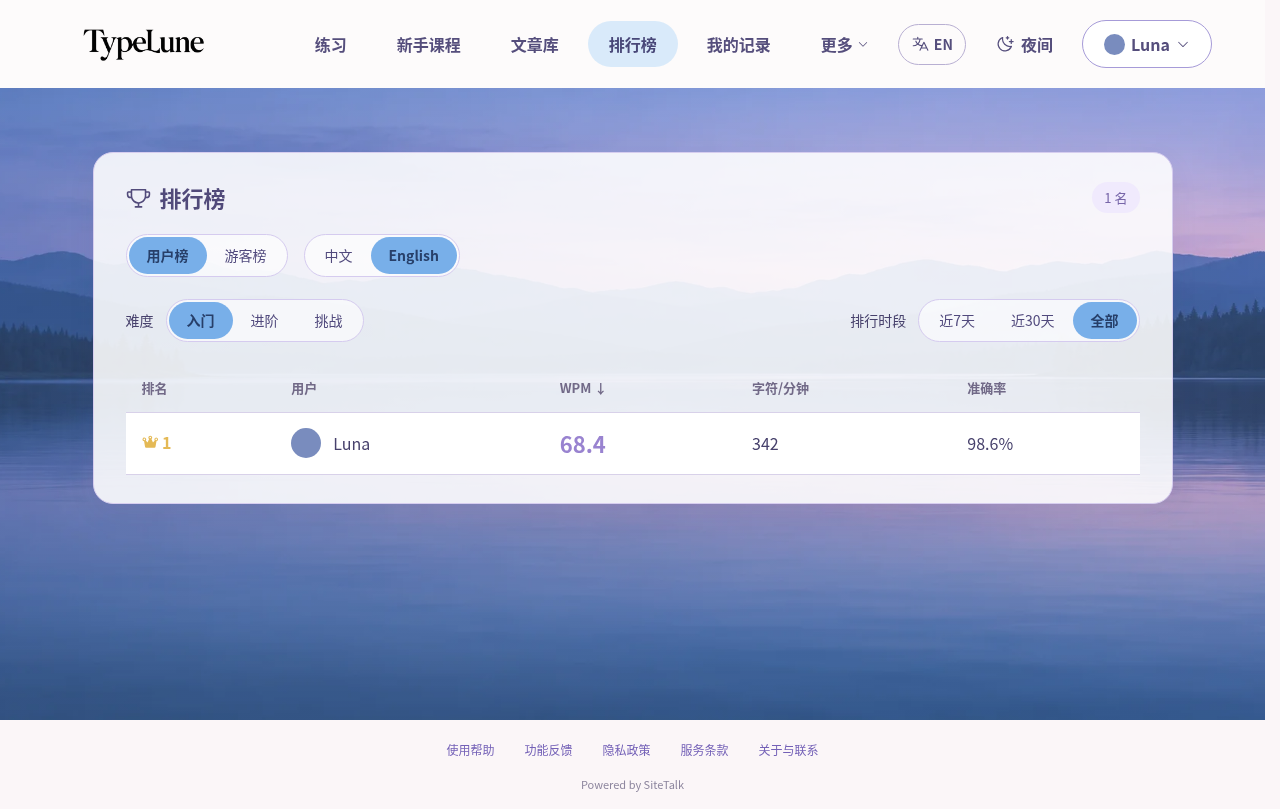 TypeLune 练习 新手课程 文章库 排行榜 我的记录 更多 EN 夜间 Luna
排行榜 1 名
用户榜 游客榜 中文 English
难度 入门 进阶 挑战 排行时段 近7天 近30天 全部
排名 用户 WPM ↓ 字符/分钟 准确率
1 Luna 68.4 342 98.6%
使用帮助 功能反馈 隐私政策 服务条款 关于与联系
Powered by SiteTalk